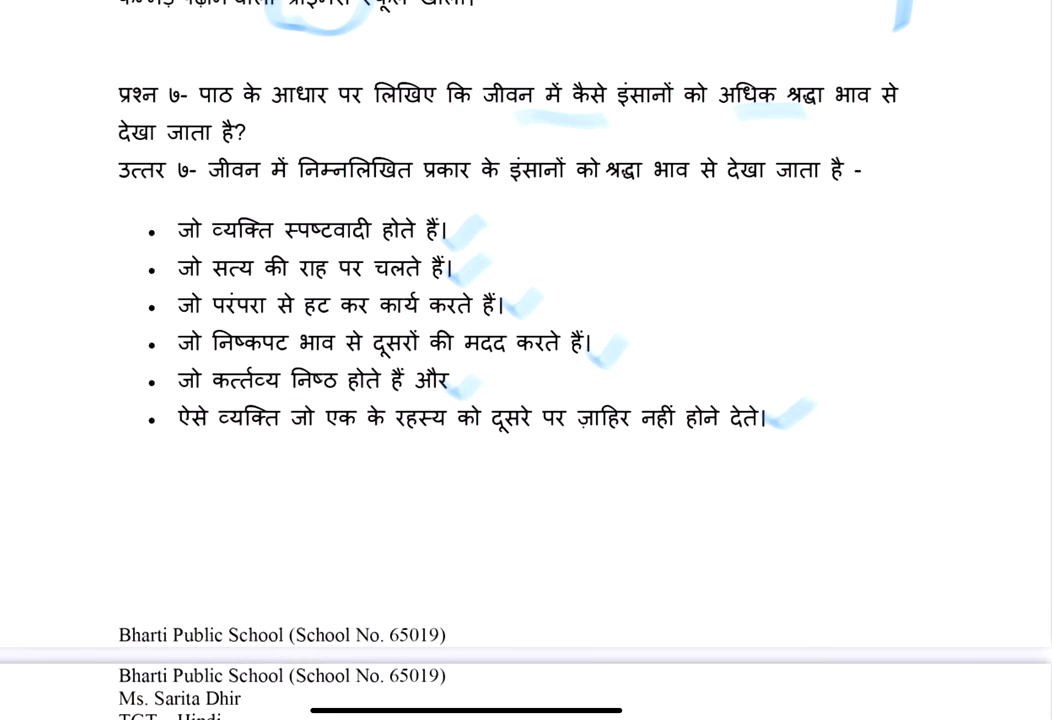 प्रश्न ७- पाठ के आधार पर लिखिए कि जीवन में कैसे इंसानों को अधिक श्रद्धा भाव से
देखा जाता है?
उत्तर ७- जीवन में निम्नलिखित प्रकार के इंसानों को श्रद्धा भाव से देखा जाता है -
• जो व्यक्ति स्पष्टवादी होते हैं।
• जो सत्य की राह पर चलते हैं।
• जो परंपरा से हट कर कार्य करते हैं।
• जो निष्कपट भाव से दूसरों की मदद करते हैं।
• जो कर्त्तव्य निष्ठ होते हैं और
• ऐसे व्यक्ति जो एक के रहस्य को दूसरे पर ज़ाहिर नहीं होने देते।
Bharti Public School (School No. 65019)
Bharti Public School (School No. 65019)
Ms. Sarita Dhir